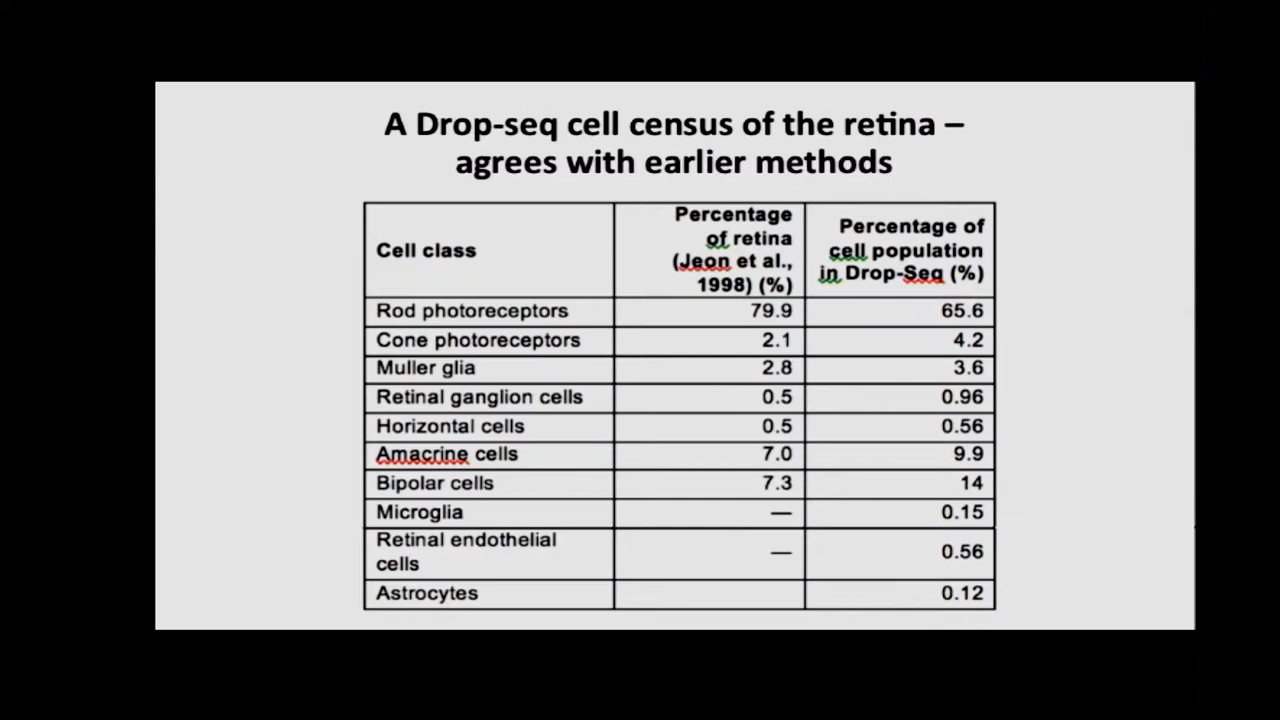 A Drop-seq cell census of the retina –
agrees with earlier methods
Cell class
Percentage
of retina
(Jeon et al.,
1998) (%)
Percentage of
cell population
in Drop-Seq (%)
Rod photoreceptors 79.9 65.6
Cone photoreceptors 2.1 4.2
Muller glia 2.8 3.6
Retinal ganglion cells 0.5 0.96
Horizontal cells 0.5 0.56
Amacrine cells 7.0 9.9
Bipolar cells 7.3 14
Microglia — 0.15
Retinal endothelial
cells — 0.56
Astrocytes 0.12